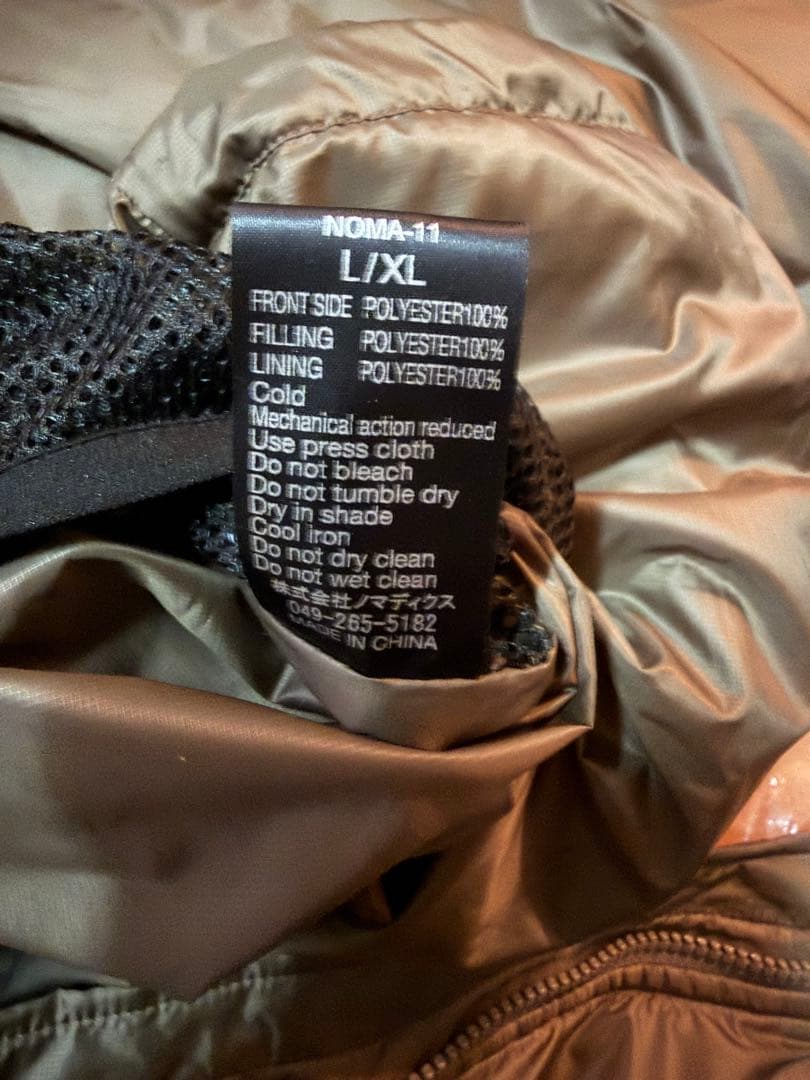 NOMA-11
L/XL
FRONT SIDE POLYESTER100%
FILLING POLYESTER100%
LINING POLYESTER100%
Cold
Mechanical action reduced
Use press cloth
Do not bleach
Do not tumble dry
Dry in shade
Cool iron
Do not dry clean
Do not wet clean
株式会社ノマディクス
049-265-5182
MADE IN CHINA